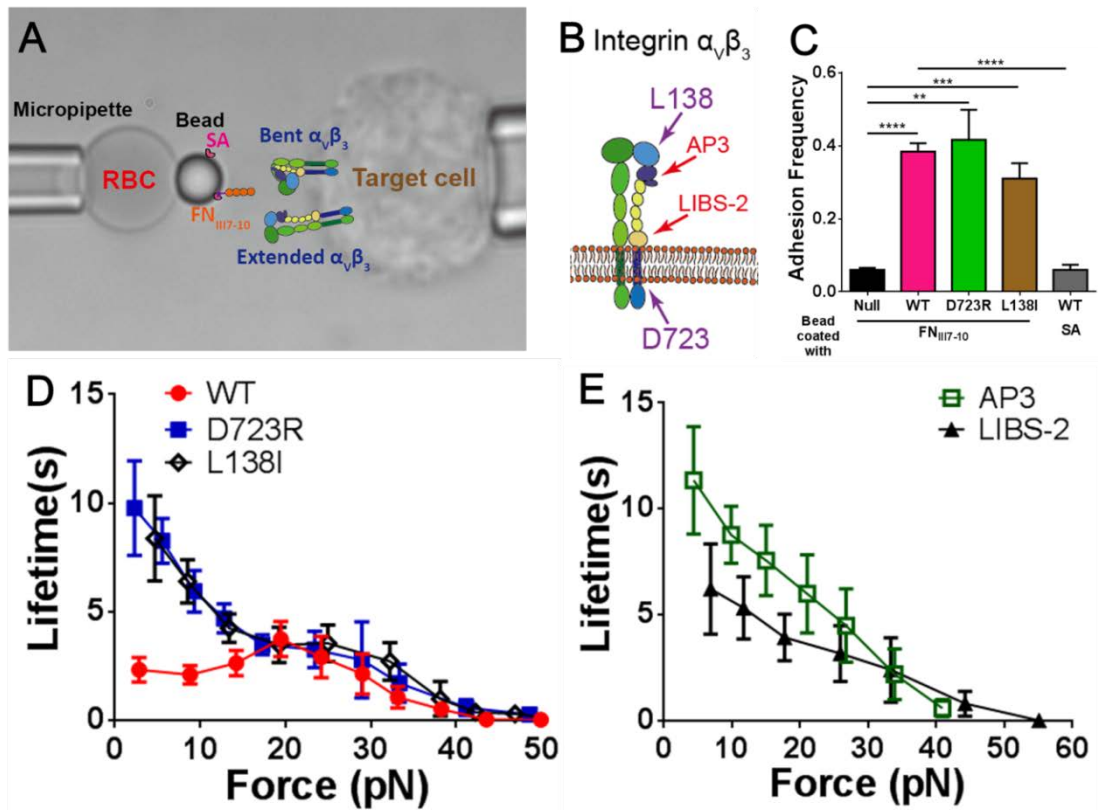 A
Micropipette
RBC
Bead
SA
FNIII7-10
Bent αVβ3
Extended αVβ3
Target cell
B Integrin αVβ3
L138
AP3
LIBS-2
D723
C
Adhesion Frequency
0.6
0.4
0.2
0.0
****
***
**
****
Null WT D723R L138I WT
Bead
coated
with
FNIII7-10
SA
D
WT
D723R
L138I
Lifetime(s)
15
10
5
0
0 10 20 30 40 50
Force (pN)
E
AP3
LIBS-2
Lifetime(s)
15
10
5
0
0 10 20 30 40 50 60
Force (pN)